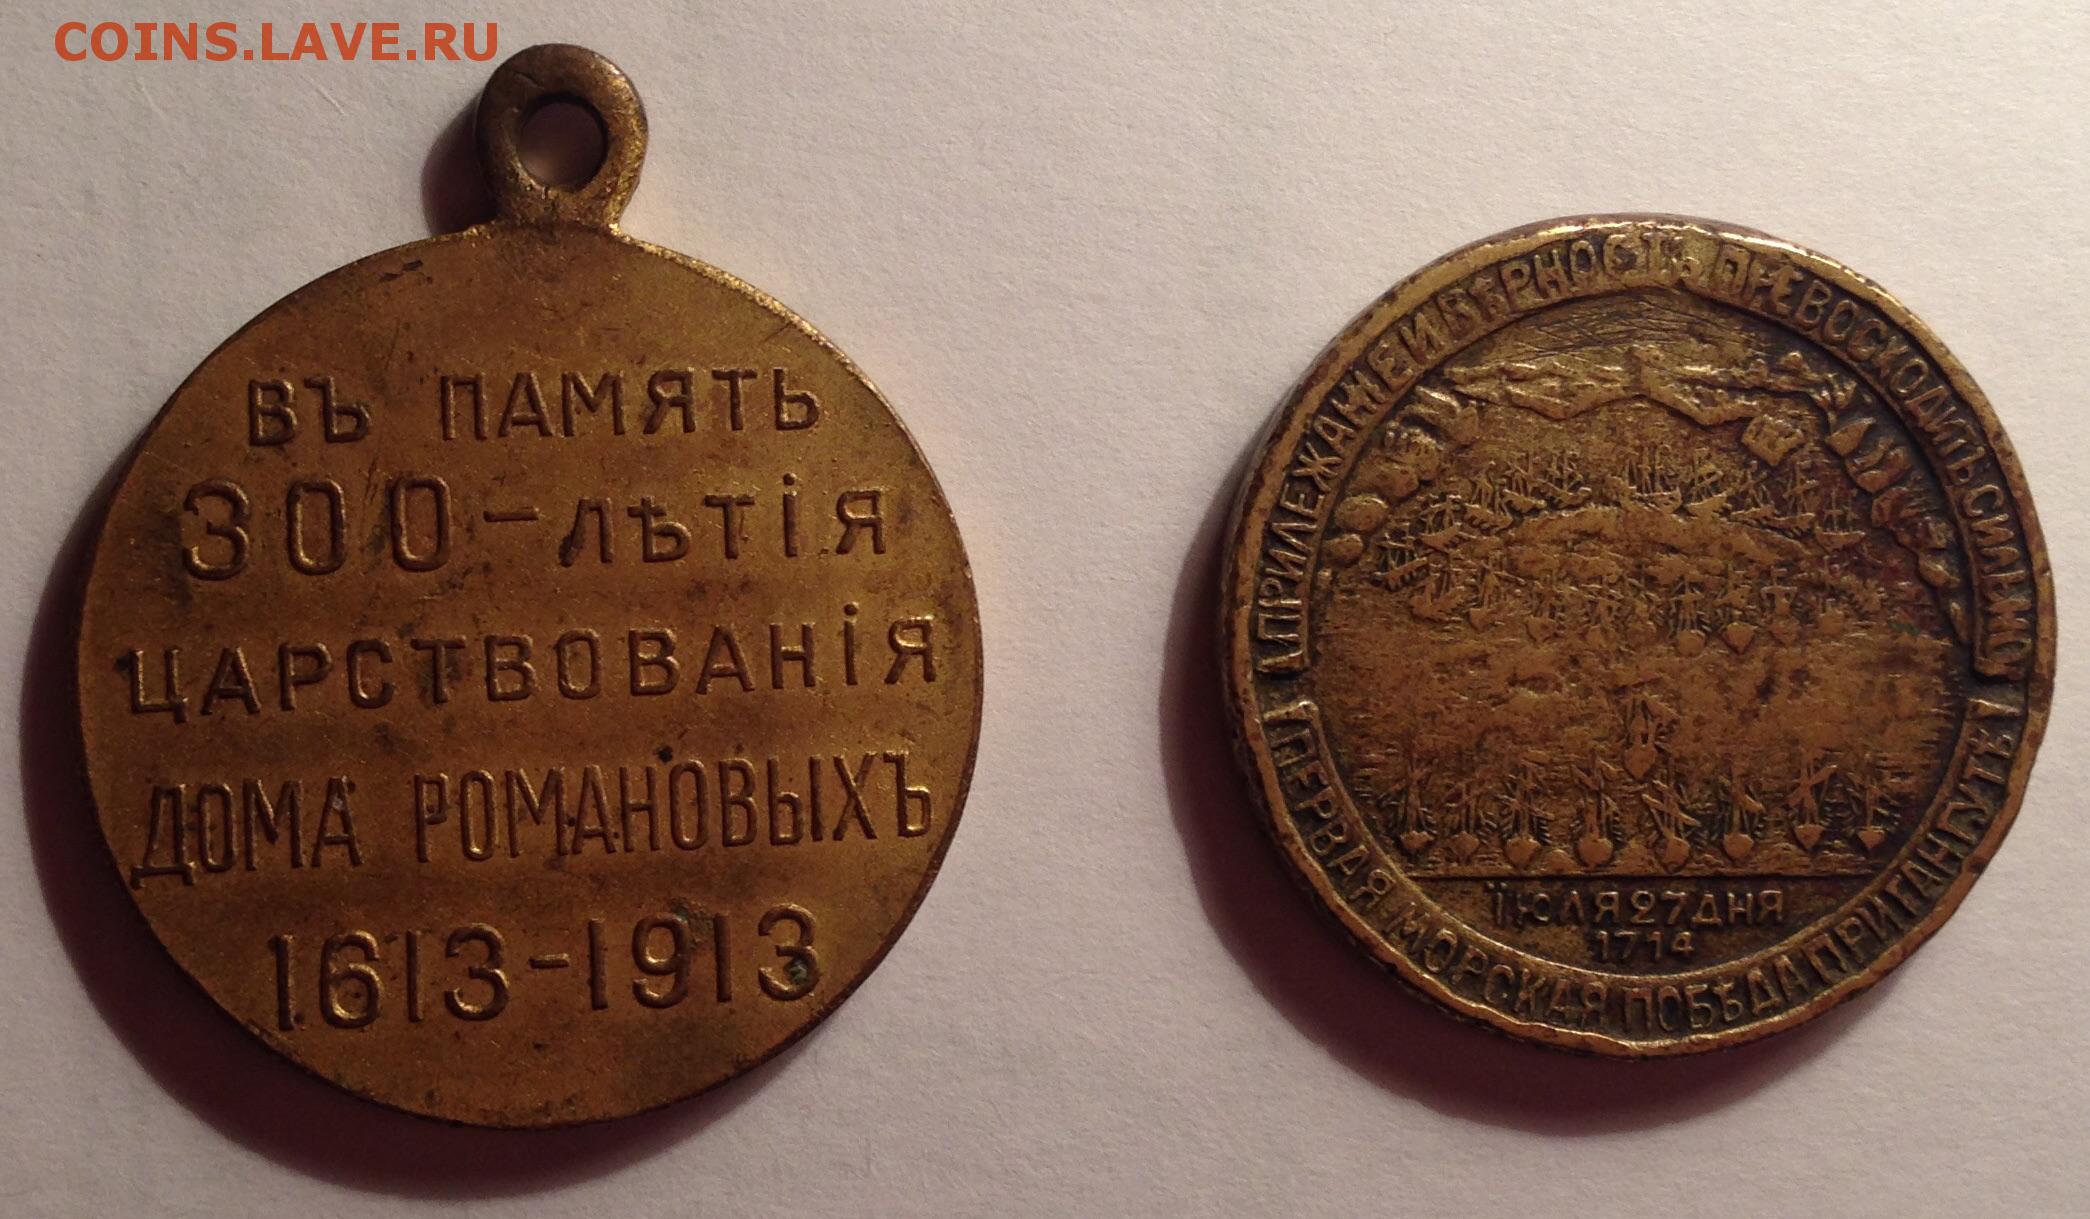 COINS.LAVE.RU
ВЪ ПАМЯТЬ
300-лѣтія
ЦАРСТВОВАНІЯ
ДОМА РОМАНОВЫХЪ
1613-1913
ПРИЛЕЖАНІЕ И ВѢРНОСТЬ ПРЕВОСХОДИТЪ СИЛЬНО
ІЮЛЯ 27 ДНЯ
1714
ПЕРВАЯ МОРСКАЯ ПОБѢДА ПРИ ГАНГУТѢ